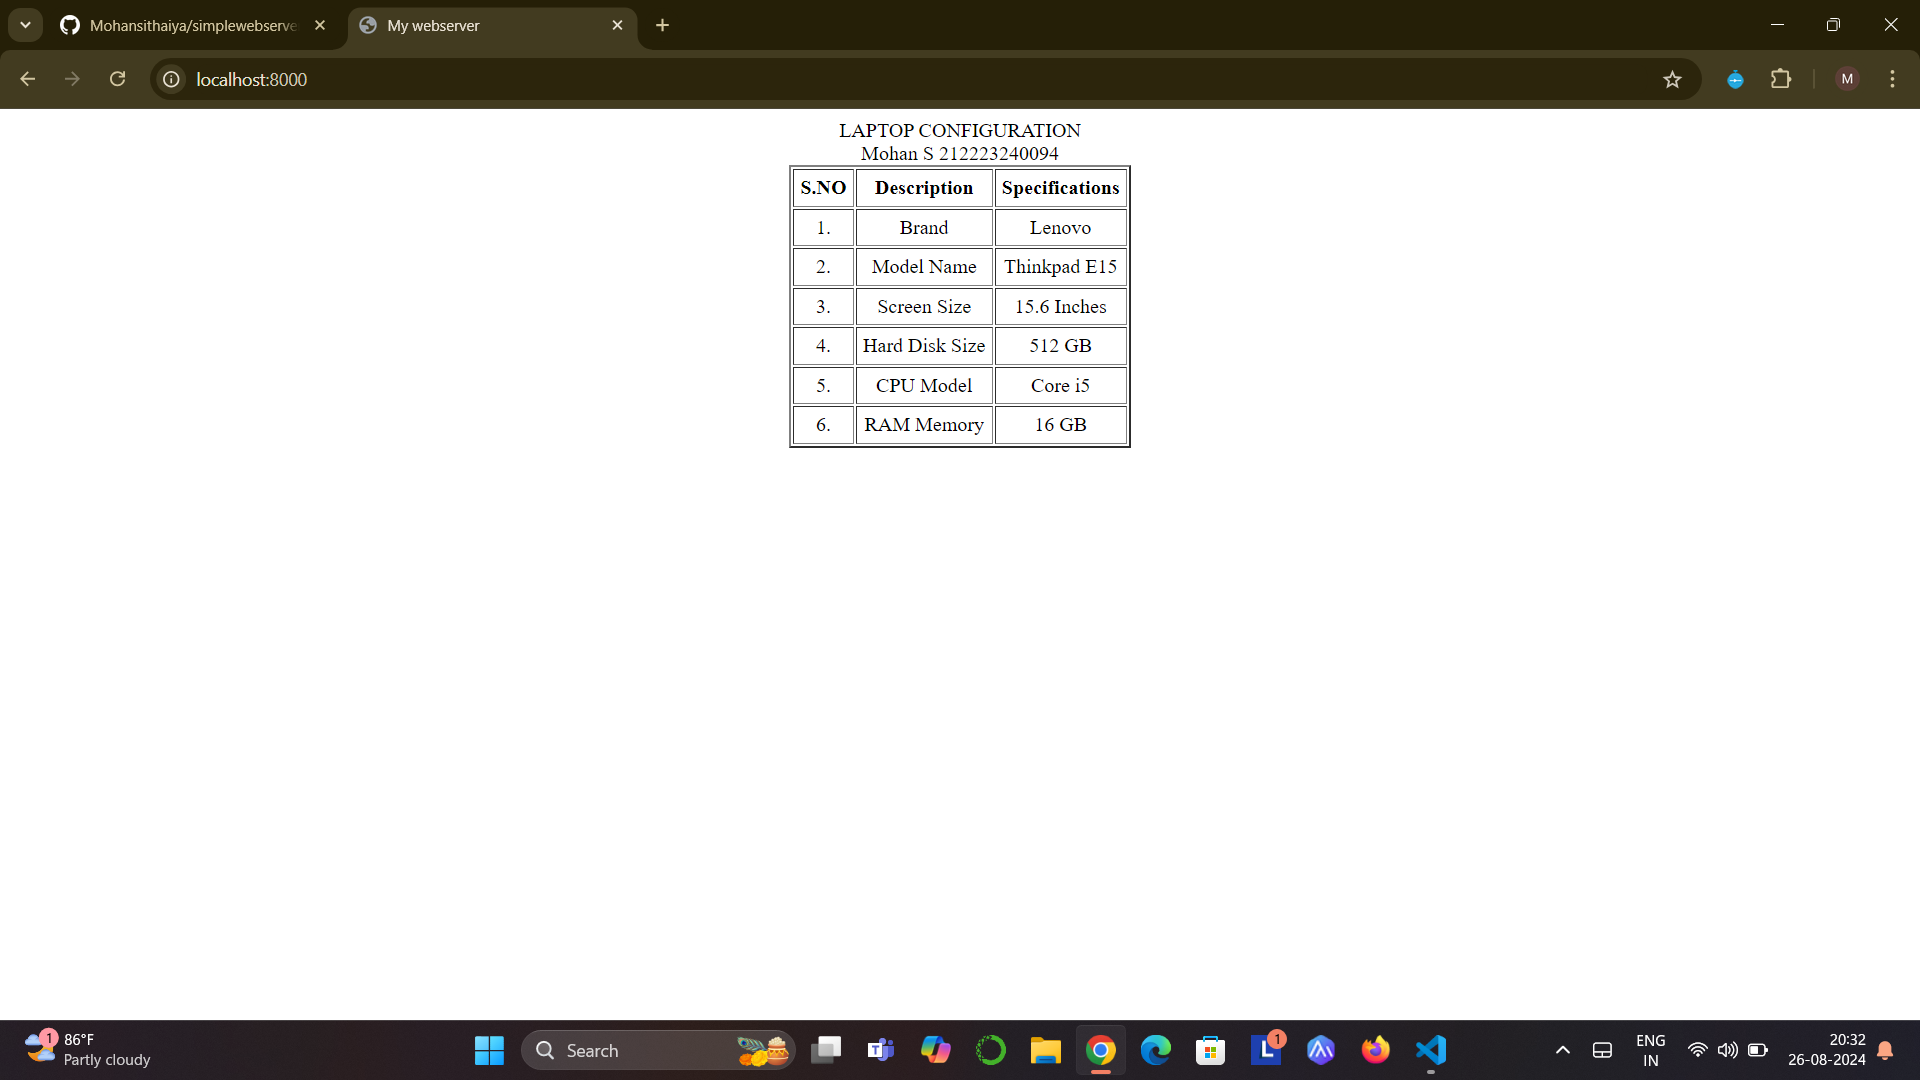 Mohansithaiya/simplewebserve
My webserver
localhost:8000
M
LAPTOP CONFIGURATION
Mohan S 212223240094
S.NO Description Specifications
1. Brand Lenovo
2. Model Name Thinkpad E15
3. Screen Size 15.6 Inches
4. Hard Disk Size 512 GB
5. CPU Model Core i5
6. RAM Memory 16 GB
1 86°F
Partly cloudy
Search
T
L 1
ENG
IN
20:32
26-08-2024